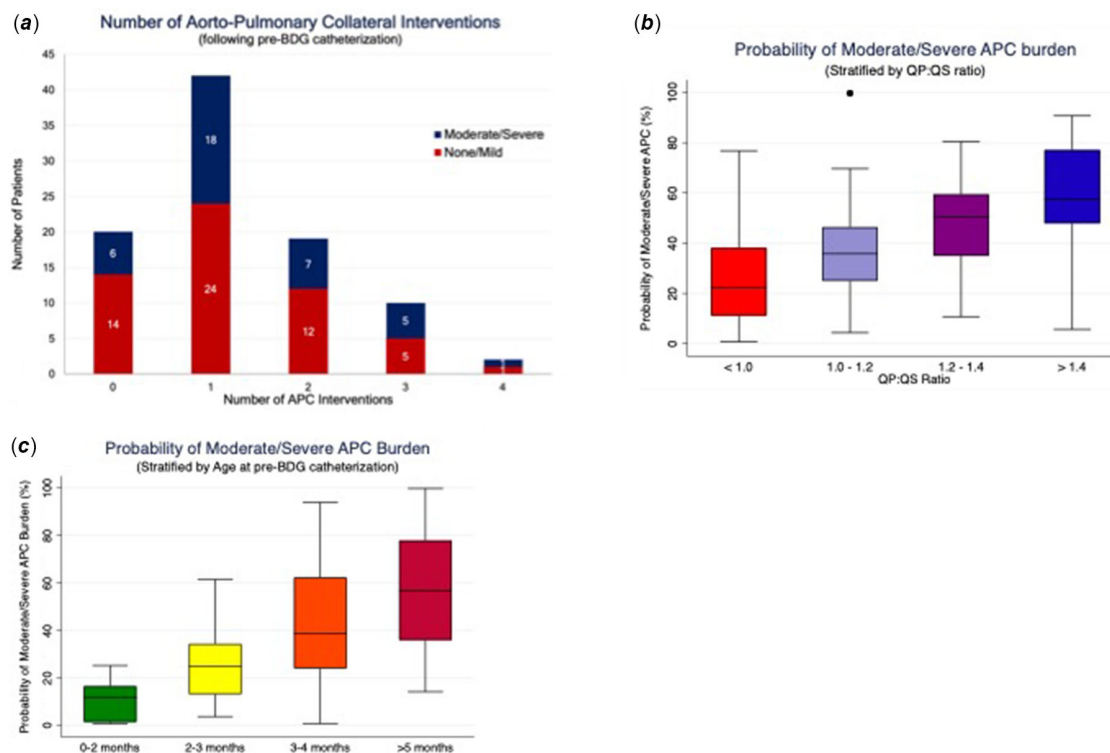 (a)
Number of Aorto-Pulmonary Collateral Interventions
(following pre-BDG catheterization)
Number of Patients
45
40
35
30
25
20
15
10
5
0
Moderate/Severe
None/Mild
6
14
18
24
7
12
5
5
0
1
2
3
4
Number of APC Interventions
(b)
Probability of Moderate/Severe APC burden
(Stratified by QP:QS ratio)
Probability of Moderate/Severe APC (%)
100
80
60
40
20
0
< 1.0
1.0 - 1.2
1.2 - 1.4
> 1.4
QP:QS Ratio
(c)
Probability of Moderate/Severe APC Burden
(Stratified by Age at pre-BDG catheterization)
Probability of Moderate/Severe APC Burden (%)
100
80
60
40
20
0
0-2 months
2-3 months
3-4 months
>5 months